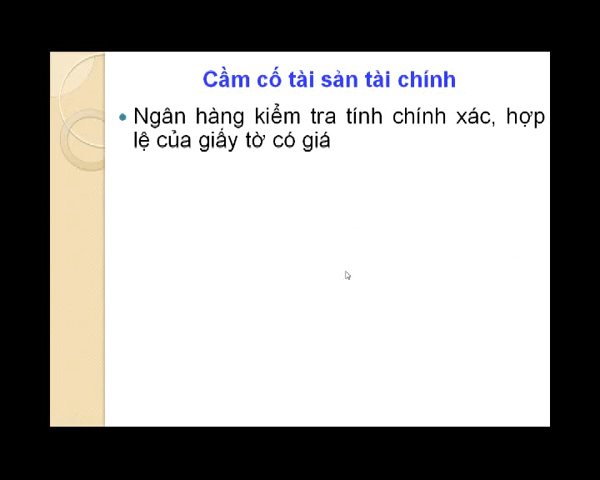 Cầm cố tài sản tài chính
Ngân hàng kiểm tra tính chính xác, hợp
lệ của giấy tờ có giá